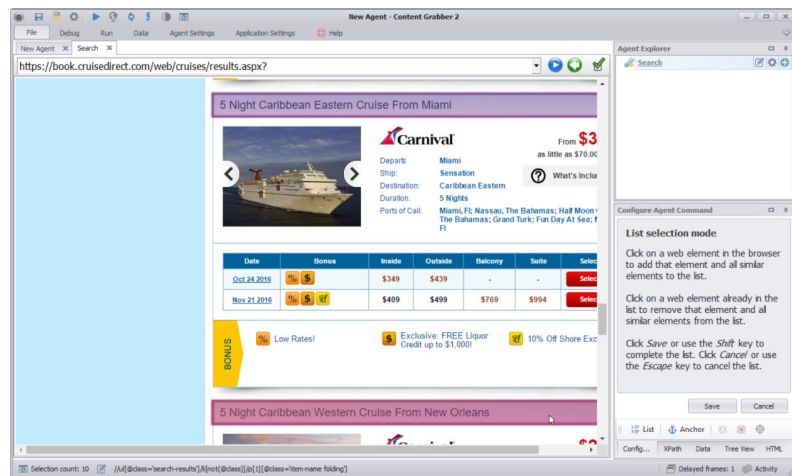 New Agent - Content Grabber 2
File Debug Run Data Agent Settings Application Settings Help
New Agent Search
https://book.cruisedirect.com/web/cruises/results.aspx?
5 Night Caribbean Eastern Cruise From Miami
Carnival
From $3
as little as $70.00
Departs Miami
Ship: Sensation
What's Inclu
Destination: Caribbean Eastern
Duration: 5 Nights
Ports of Call: Miami, Fl; Nassau, The Bahamas; Half Moon
The Bahamas; Grand Turk; Fun Day At Sea;
Fl
Date Bonus Inside Outside Balcony Suite Selec
Oct 24 2016 $349 $439 - - Selec
Nov 21 2016 $409 $499 $769 $994 Selec
BONUS
Low Rates!
Exclusive: FREE Liquor
Credit up to $1,000!
10% Off Shore Exc
5 Night Caribbean Western Cruise From New Orleans
Agent Explorer
Search
Configure Agent Command
List selection mode
Click on a web element in the browser
to add that element and all similar
elements to the list.
Click on a web element already in the
list to remove that element and all
similar elements from the list.
Click Save or use the Shift key to
complete the list. Click Cancel or use
the Escape key to cancel the list.
Save Cancel
List Anchor
Config... XPath Data Tree View HTML
Selection count: 10 //ul[@class='search-results']/li[not(@class)]/p[1][@class='item-name folding']
Delayed frames: 1 Activity